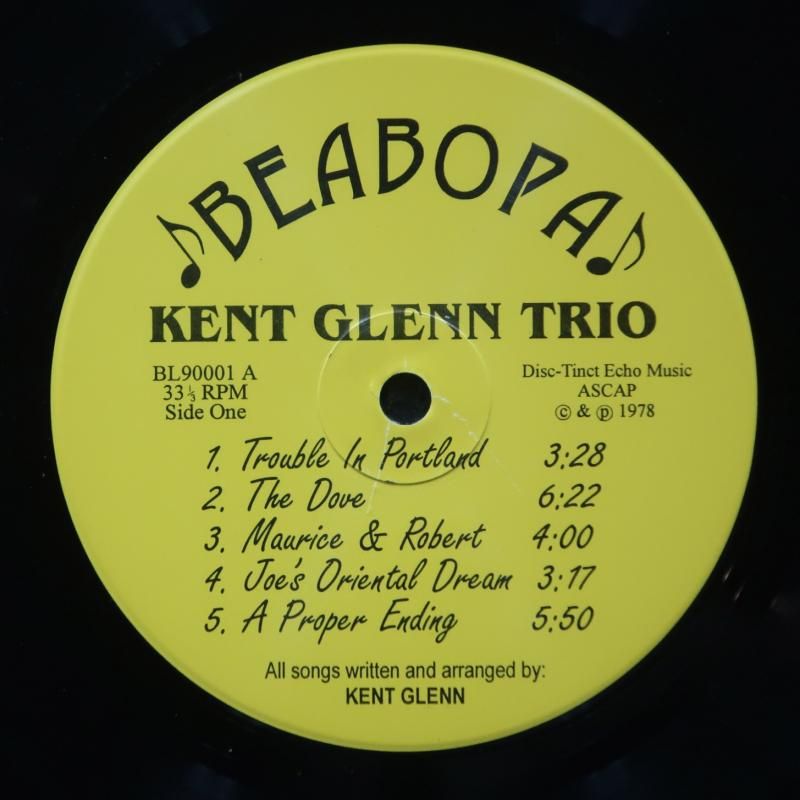 BEABOPA
KENT GLENN TRIO
BL90001 A
33 ⅓ RPM
Side One
Disc-Tinct Echo Music
ASCAP
© & ℗ 1978
1. Trouble In Portland 3:28
2. The Dove 6:22
3. Maurice & Robert 4:00
4. Joe's Oriental Dream 3:17
5. A Proper Ending 5:50
All songs written and arranged by:
KENT GLENN